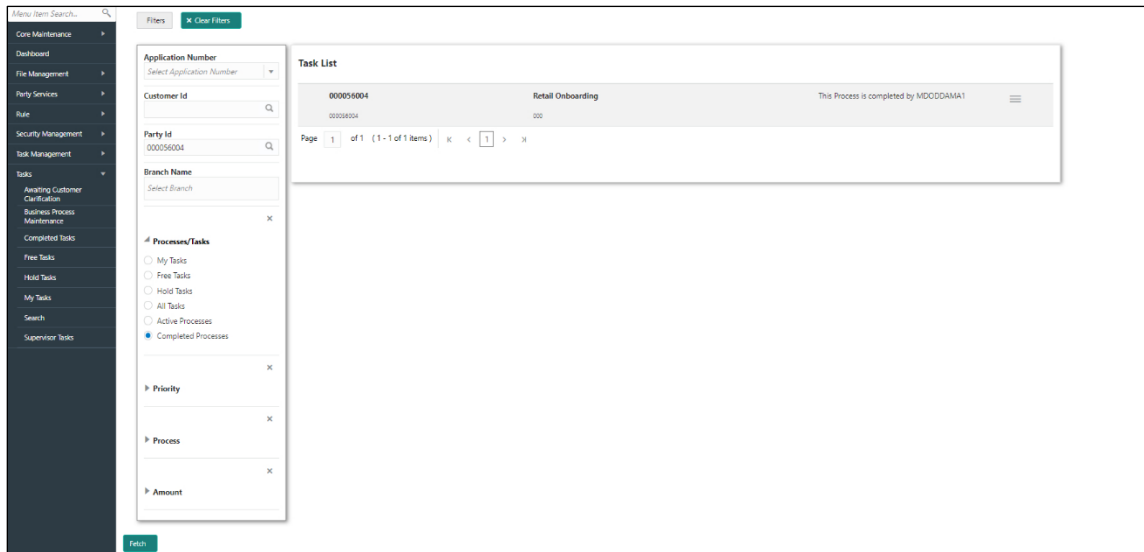 Menu Item Search...
Core Maintenance
Dashboard
File Management
Party Services
Rule
Security Management
Task Management
Tasks
Awaiting Customer
Clarification
Business Process
Maintenance
Completed Tasks
Free Tasks
Hold Tasks
My Tasks
Search
Supervisor Tasks
Filters
× Clear Filters
Application Number
Select Application Number
Customer Id
Party Id
000056004
Branch Name
Select Branch
Processes/Tasks
My Tasks
Free Tasks
Hold Tasks
All Tasks
Active Processes
Completed Processes
Priority
Process
Amount
Fetch
Task List
000056004 Retail Onboarding This Process is completed by MDODDAMA1
000056004 000
Page 1 of 1 (1 - 1 of 1 items) 1